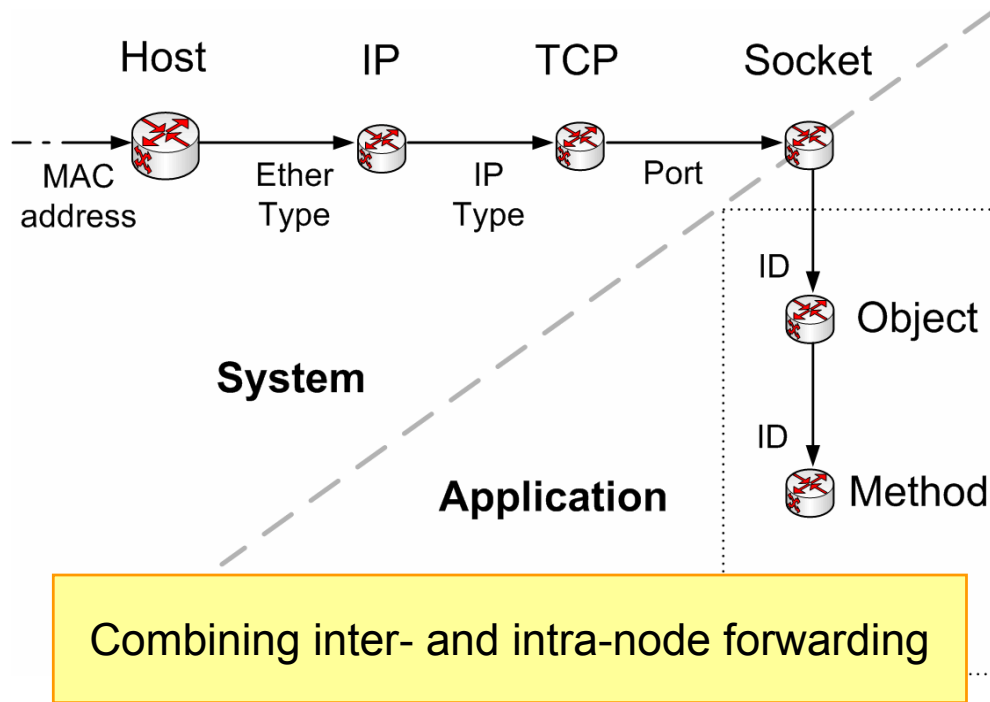 Host
IP
TCP
Socket
MAC
address
Ether
Type
IP
Type
Port
ID
Object
System
ID
Application
Method
Combining inter- and intra-node forwarding